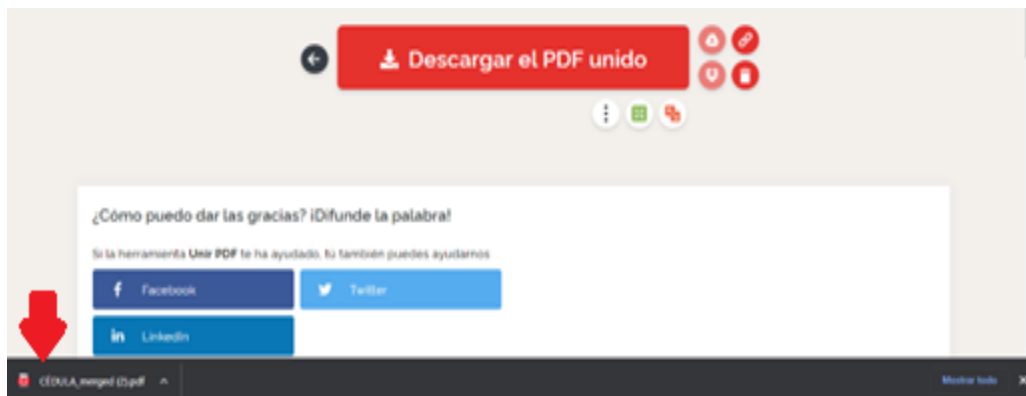 Descargar el PDF unido
¿Cómo puedo dar las gracias? ¡Difunde la palabra!
Si la herramienta Unir PDF te ha ayudado, tú también puedes ayudarnos
Facebook
Twitter
LinkedIn
CÉDULA_merged (2).pdf
Mostrar todo